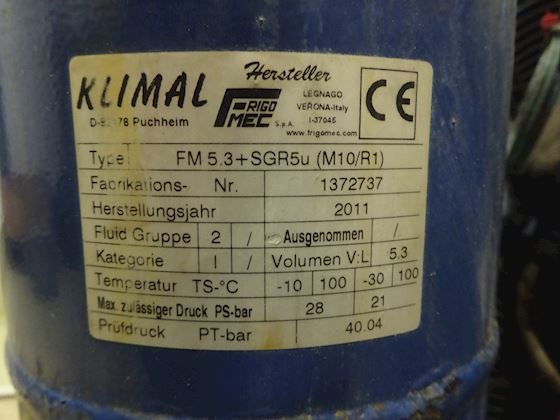 KLIMAL
D-82178 Puchheim
Hersteller
FRIGO MEC S.p.A.
LEGNAGO
VERONA-Italy
I-37045
www.frigomec.com
CE
Type FM 5.3+SGR5u (M10/R1)
Fabrikations- Nr. 1372737
Herstellungsjahr 2011
Fluid Gruppe 2 / Ausgenommen /
Kategorie I / Volumen V:L 5.3
Temperatur TS-°C -10 100 -30 100
Max. zulässiger Druck PS-bar 28 21
Prüfdruck PT-bar 40.04